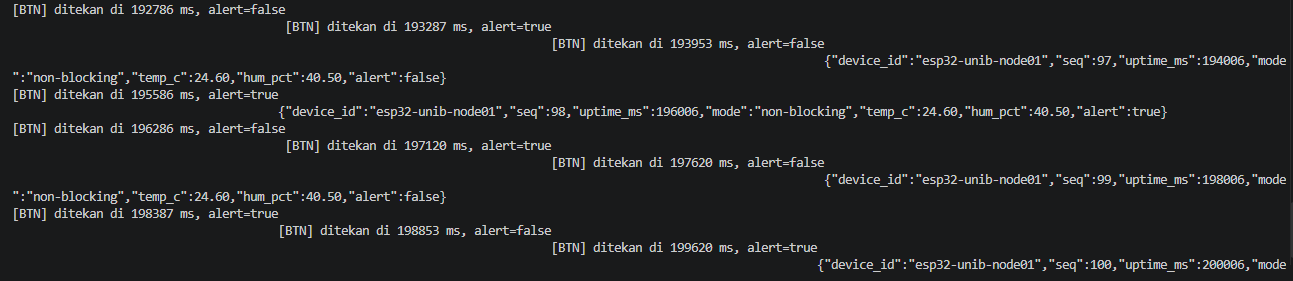 [BTN] ditekan di 192786 ms, alert=false
[BTN] ditekan di 193287 ms, alert=true
[BTN] ditekan di 193953 ms, alert=false
{"device_id":"esp32-unib-node01","seq":97,"uptime_ms":194006,"mode
":"non-blocking","temp_c":24.60,"hum_pct":40.50,"alert":false}
[BTN] ditekan di 195586 ms, alert=true
{"device_id":"esp32-unib-node01","seq":98,"uptime_ms":196006,"mode":"non-blocking","temp_c":24.60,"hum_pct":40.50,"alert":true}
[BTN] ditekan di 196286 ms, alert=false
[BTN] ditekan di 197120 ms, alert=true
[BTN] ditekan di 197620 ms, alert=false
{"device_id":"esp32-unib-node01","seq":99,"uptime_ms":198006,"mode
":"non-blocking","temp_c":24.60,"hum_pct":40.50,"alert":false}
[BTN] ditekan di 198387 ms, alert=true
[BTN] ditekan di 198853 ms, alert=false
[BTN] ditekan di 199620 ms, alert=true
{"device_id":"esp32-unib-node01","seq":100,"uptime_ms":200006,"mode